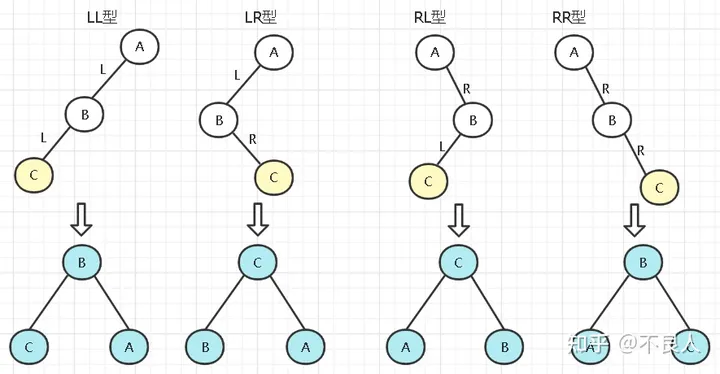 LL型 LR型 RL型 RR型
A A A A
L L R R
B B B B
L R L R
C C C C
B C C B
C A B A A B A C
知乎 @不良人